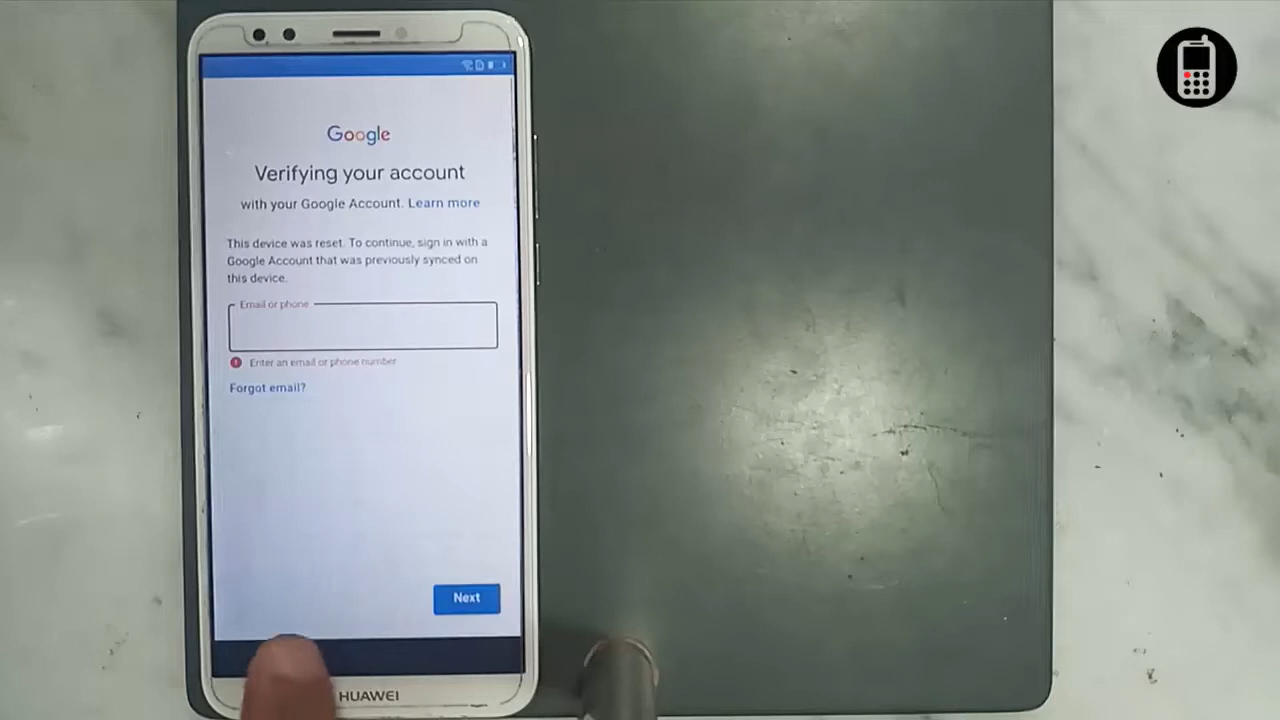 Google
Verifying your account
with your Google Account. Learn more
This device was reset. To continue, sign in with a
Google Account that was previously synced on
this device.
Email or phone
Enter an email or phone number
Forgot email?
Next
HUAWEI